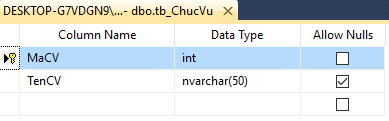 DESKTOP-G7VDGN9\...- dbo.tb_ChucVu
Column Name Data Type Allow Nulls
MaCV int
TenCV nvarchar(50)